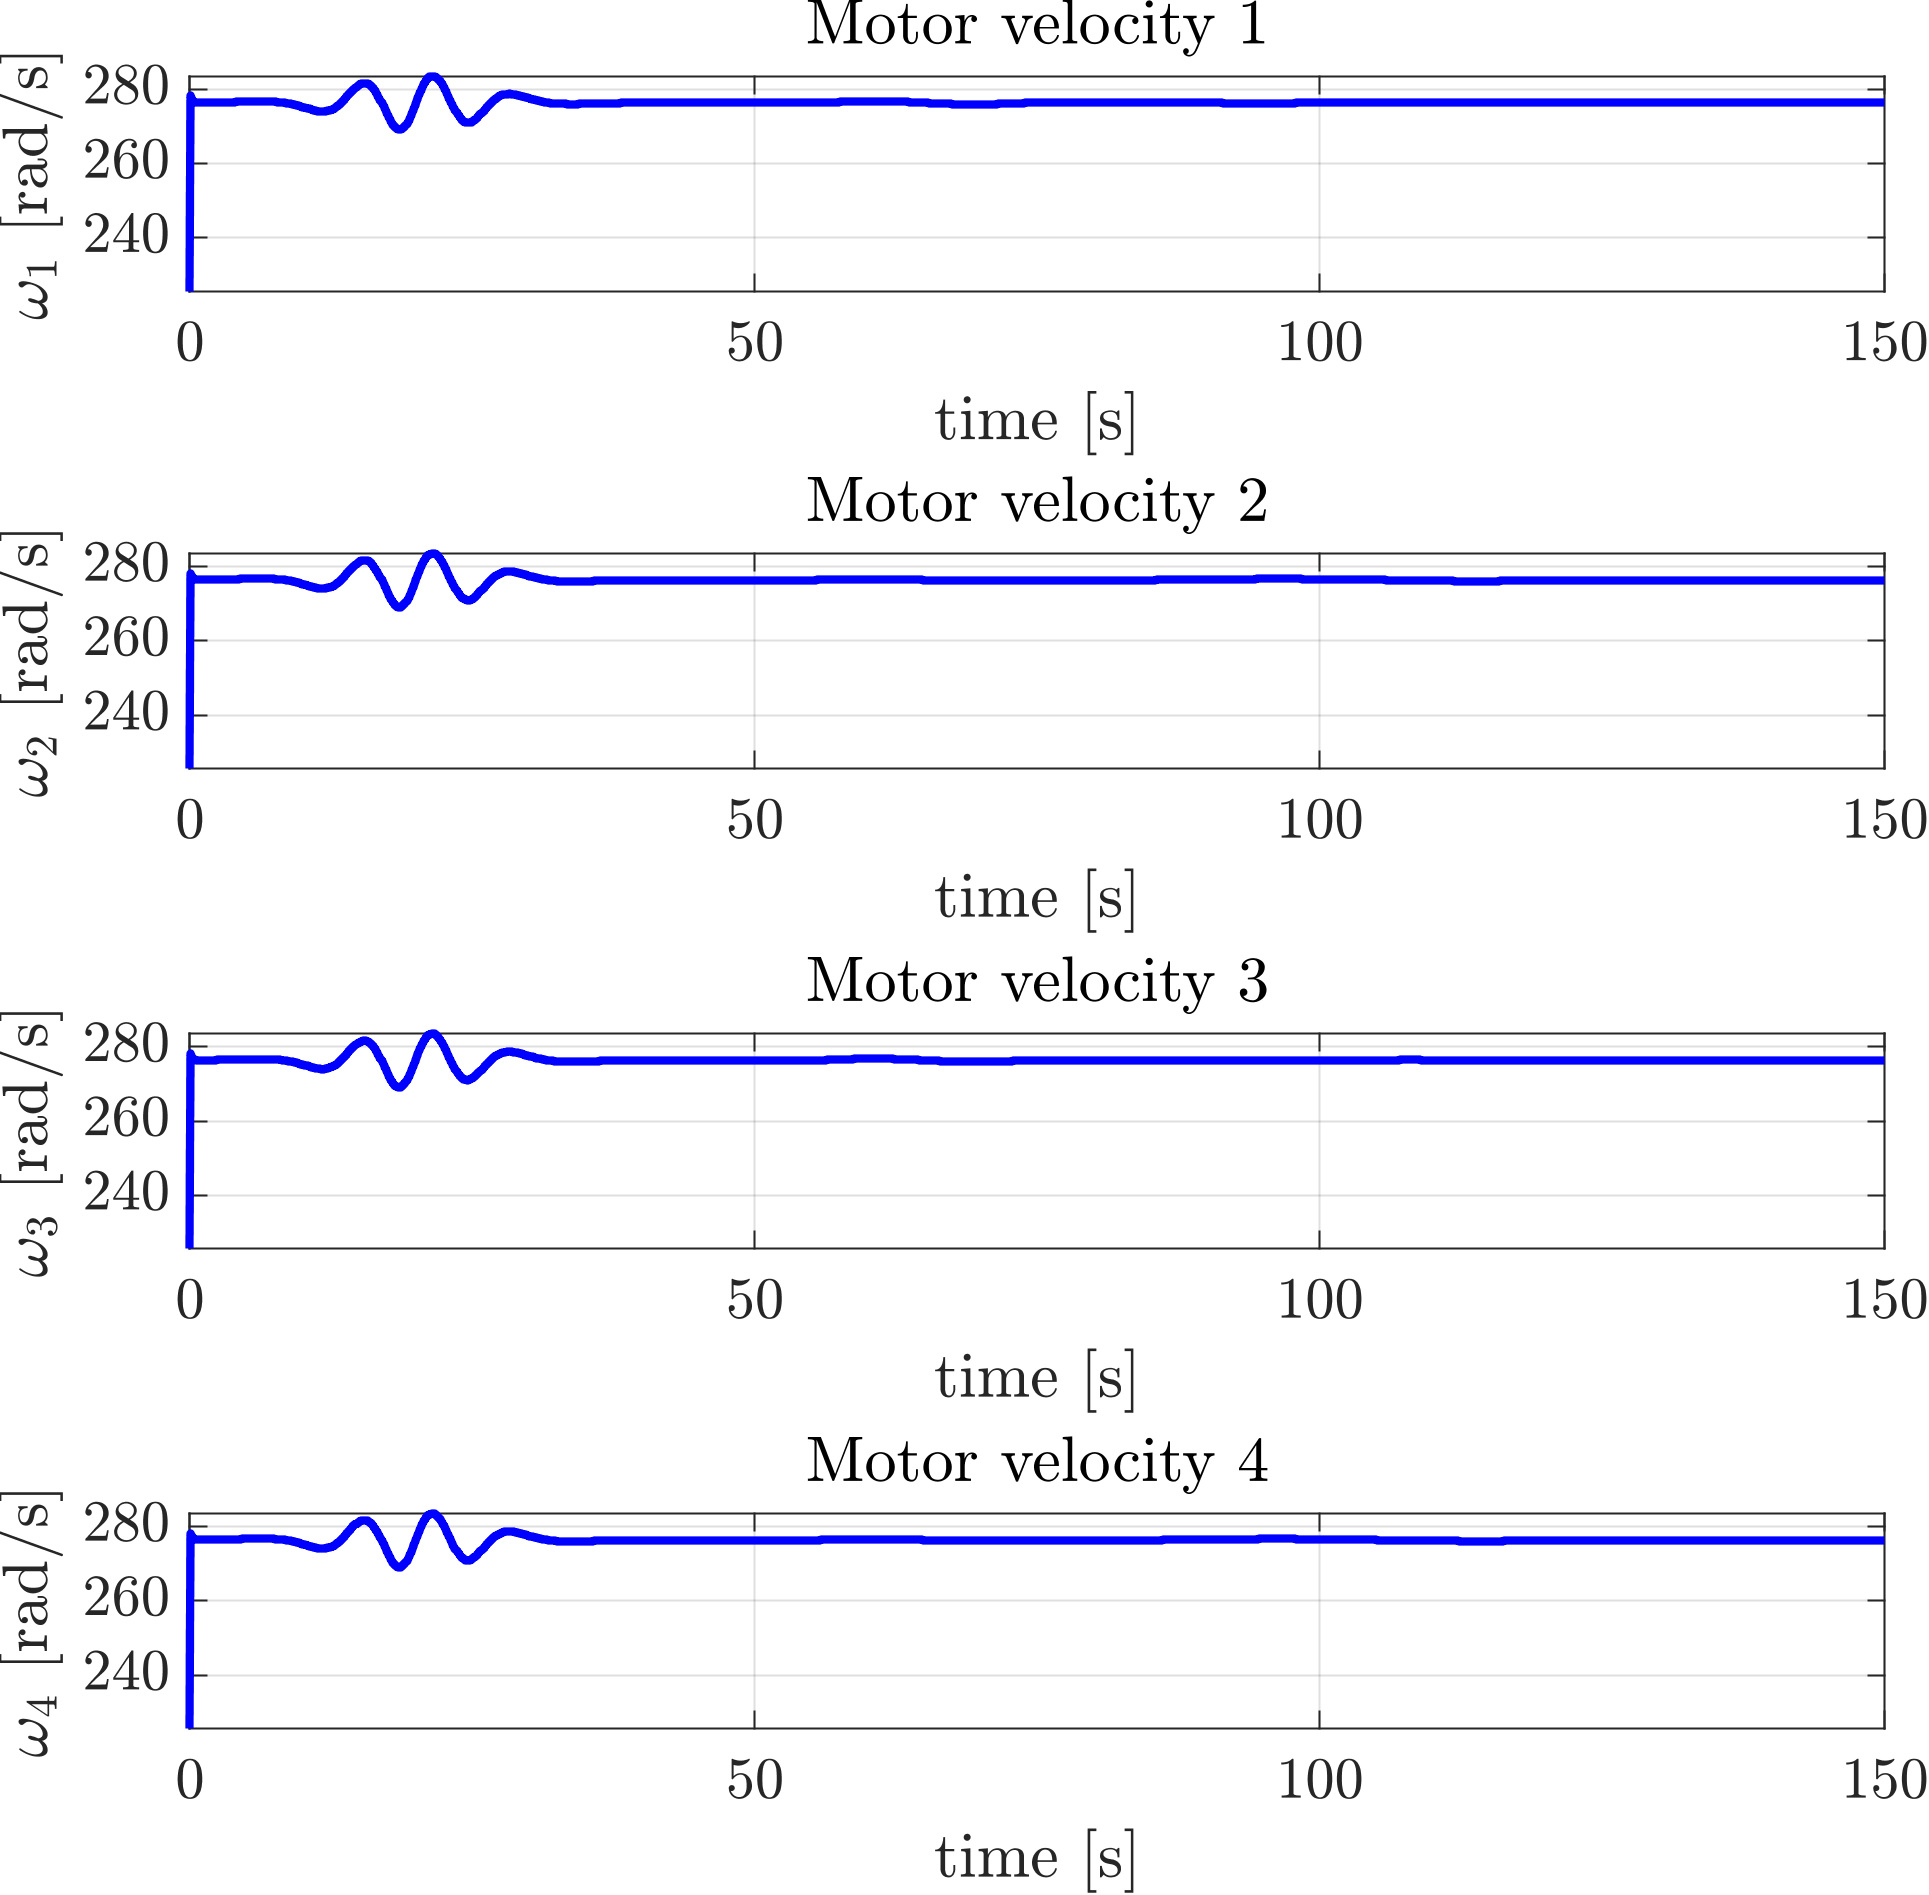 Motor velocity 1
ω1 [rad/s]
280
260
240
0 50 100 150
time [s]
Motor velocity 2
ω2 [rad/s]
280
260
240
0 50 100 150
time [s]
Motor velocity 3
ω3 [rad/s]
280
260
240
0 50 100 150
time [s]
Motor velocity 4
ω4 [rad/s]
280
260
240
0 50 100 150
time [s]